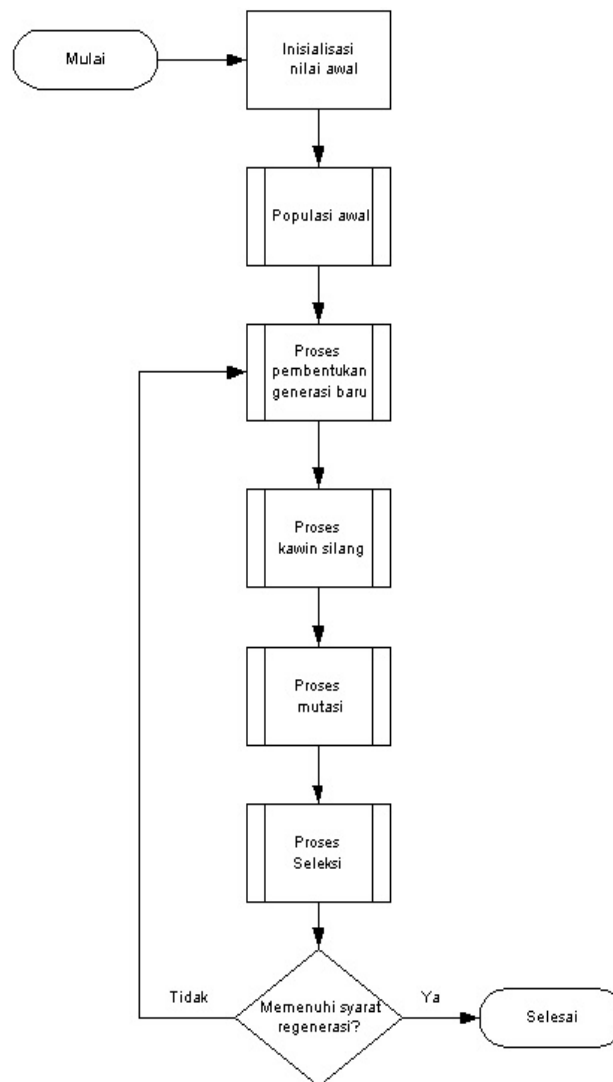 Mulai
Inisialisasi
nilai awal
Populasi awal
Proses
pembentukan
generasi baru
Proses
kawin silang
Proses
mutasi
Proses
Seleksi
Memenuhi syarat
regenerasi?
Tidak
Ya
Selesai